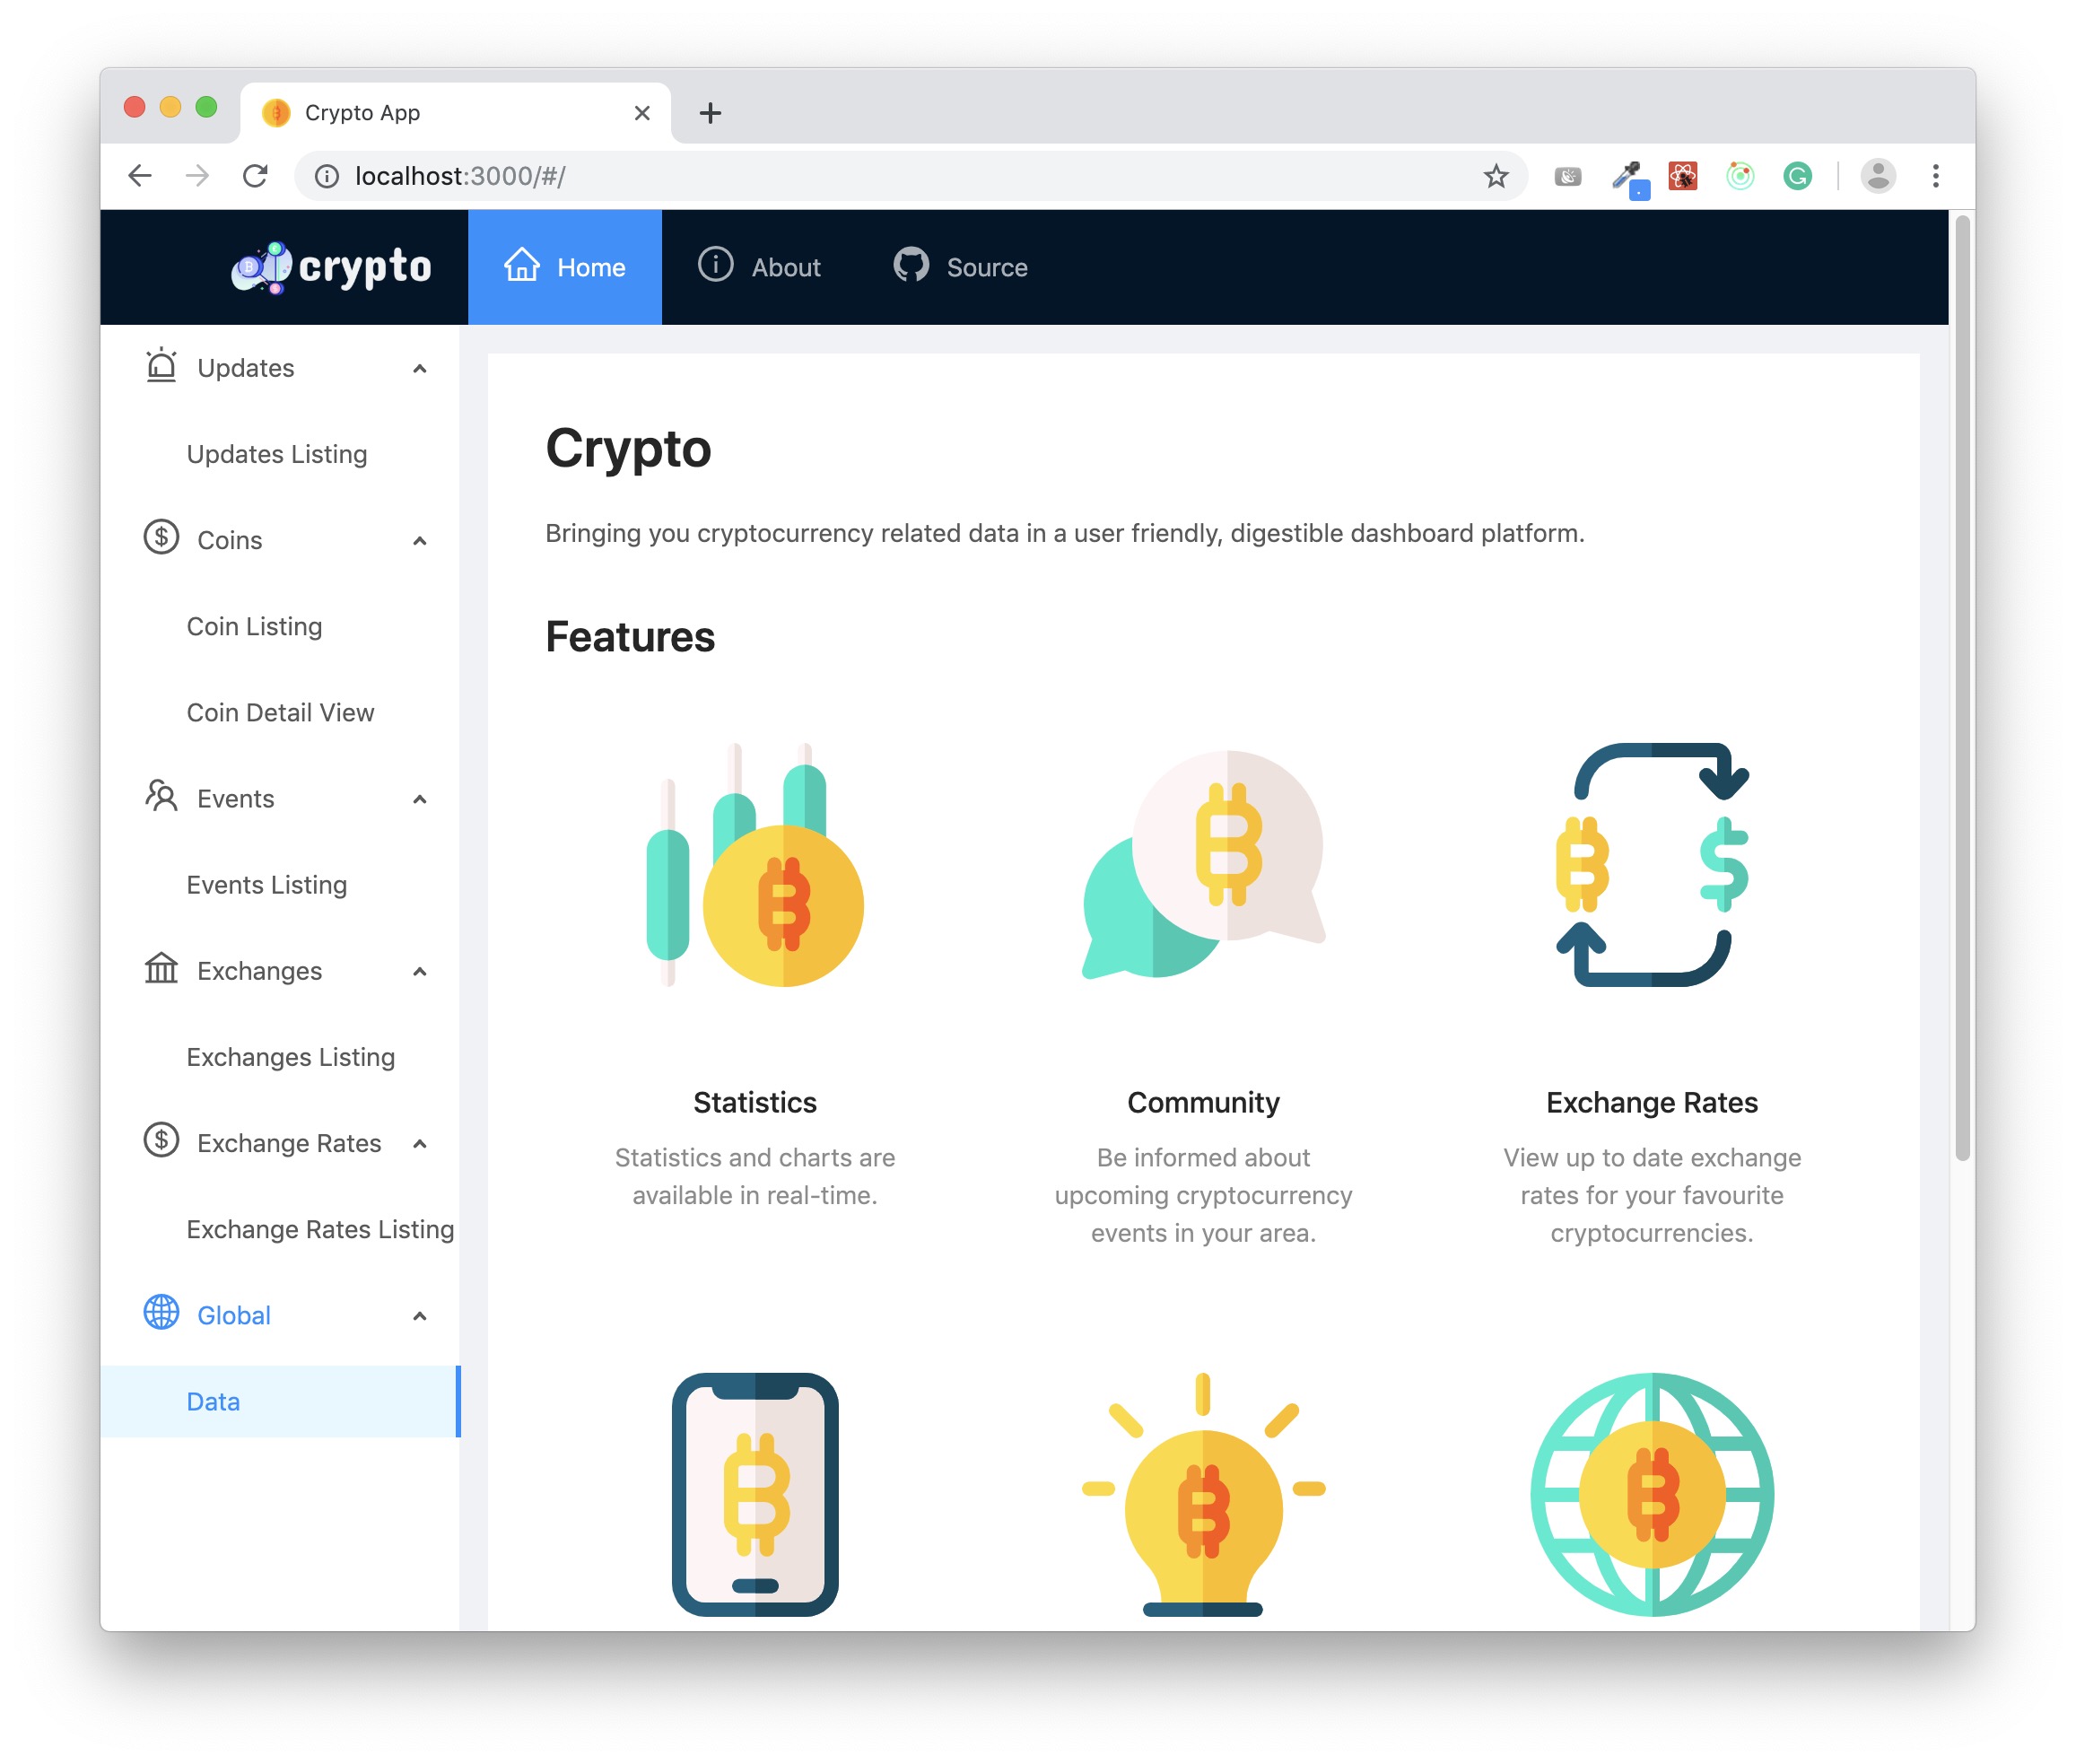 Crypto App
localhost:3000/#/
crypto
Home
About
Source
Updates
Updates Listing
Coins
Coin Listing
Coin Detail View
Events
Events Listing
Exchanges
Exchanges Listing
Exchange Rates
Exchange Rates Listing
Global
Data
Crypto
Bringing you cryptocurrency related data in a user friendly, digestible dashboard platform.
Features
Statistics
Statistics and charts are
available in real-time.
Community
Be informed about
upcoming cryptocurrency
events in your area.
Exchange Rates
View up to date exchange
rates for your favourite
cryptocurrencies.